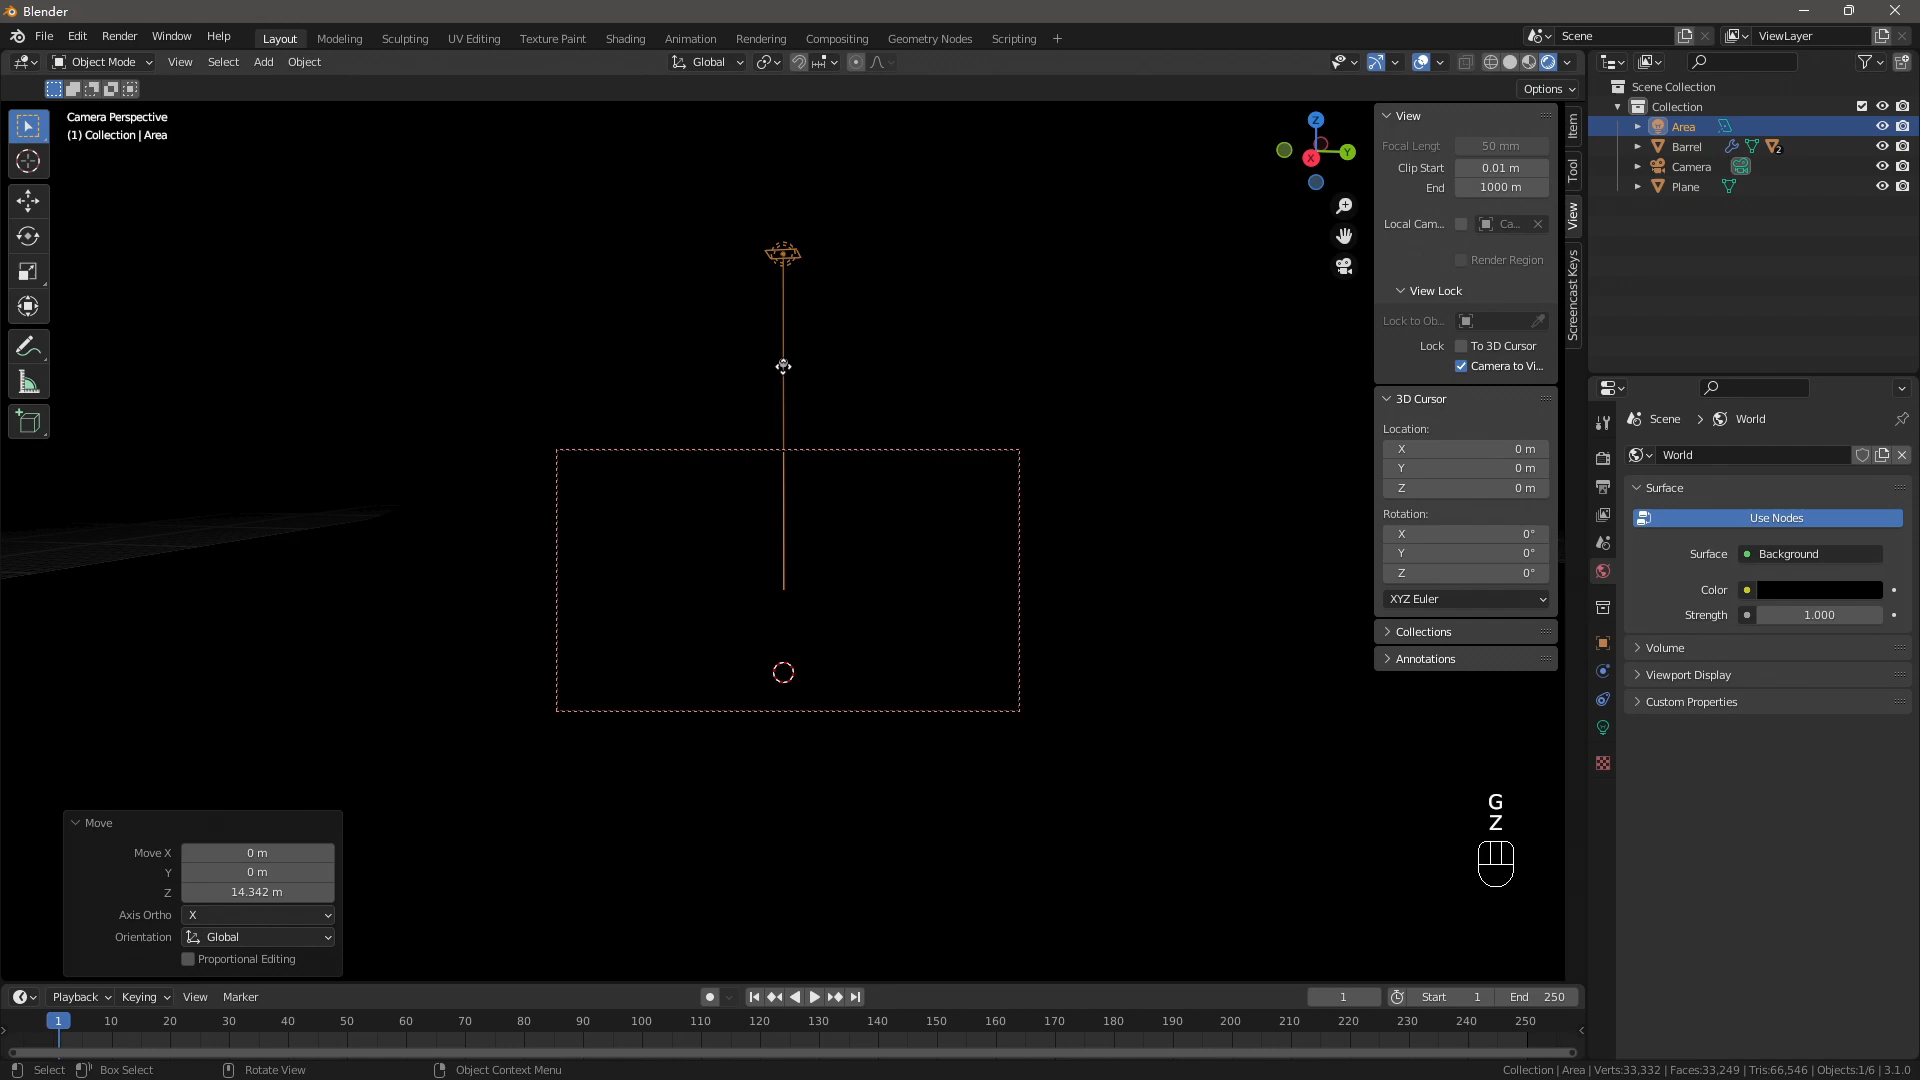 Blender
File Edit Render Window Help
Layout Modeling Sculpting UV Editing Texture Paint Shading Animation Rendering Compositing Geometry Nodes Scripting +
Scene
ViewLayer
Object Mode View Select Add Object
Global
Options
Camera Perspective
(1) Collection | Area
Z
Y
X
View
Focal Lengt 50 mm
Clip Start 0.01 m
End 1000 m
Local Cam... Ca...
Render Region
View Lock
Lock to Ob...
Lock To 3D Cursor
Camera to Vi...
3D Cursor
Location:
X 0 m
Y 0 m
Z 0 m
Rotation:
X 0°
Y 0°
Z 0°
XYZ Euler
Collections
Annotations
Item
Tool
View
Screencast Keys
Scene Collection
Collection
Area
Barrel 2
Camera
Plane
Scene > World
World
Surface
Use Nodes
Surface Background
Color
Strength 1.000
Volume
Viewport Display
Custom Properties
G
Z
Move
Move X 0 m
Y 0 m
Z 14.342 m
Axis Ortho X
Orientation Global
Proportional Editing
Playback Keying View Marker
1 Start 1 End 250
1 10 20 30 40 50 60 70 80 90 100 110 120 130 140 150 160 170 180 190 200 210 220 230 240 250
Select Box Select Rotate View Object Context Menu
Collection | Area | Verts:33,332 | Faces:33,249 | Tris:66,546 | Objects:1/6 | 3.1.0